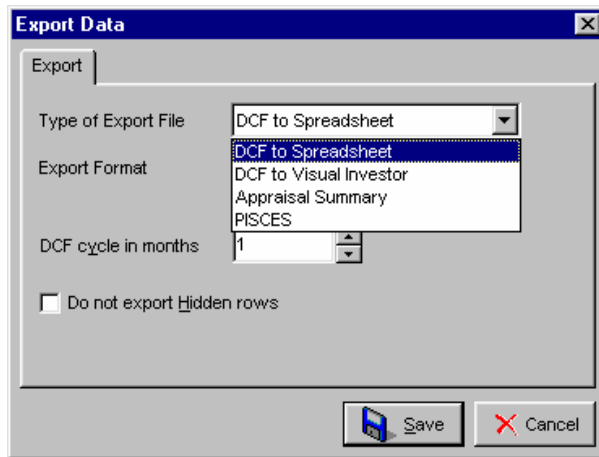 Export Data
Export
Type of Export File
DCF to Spreadsheet
DCF to Spreadsheet
DCF to Visual Investor
Appraisal Summary
PISCES
Export Format
DCF cycle in months
1
Do not export Hidden rows
Save
Cancel